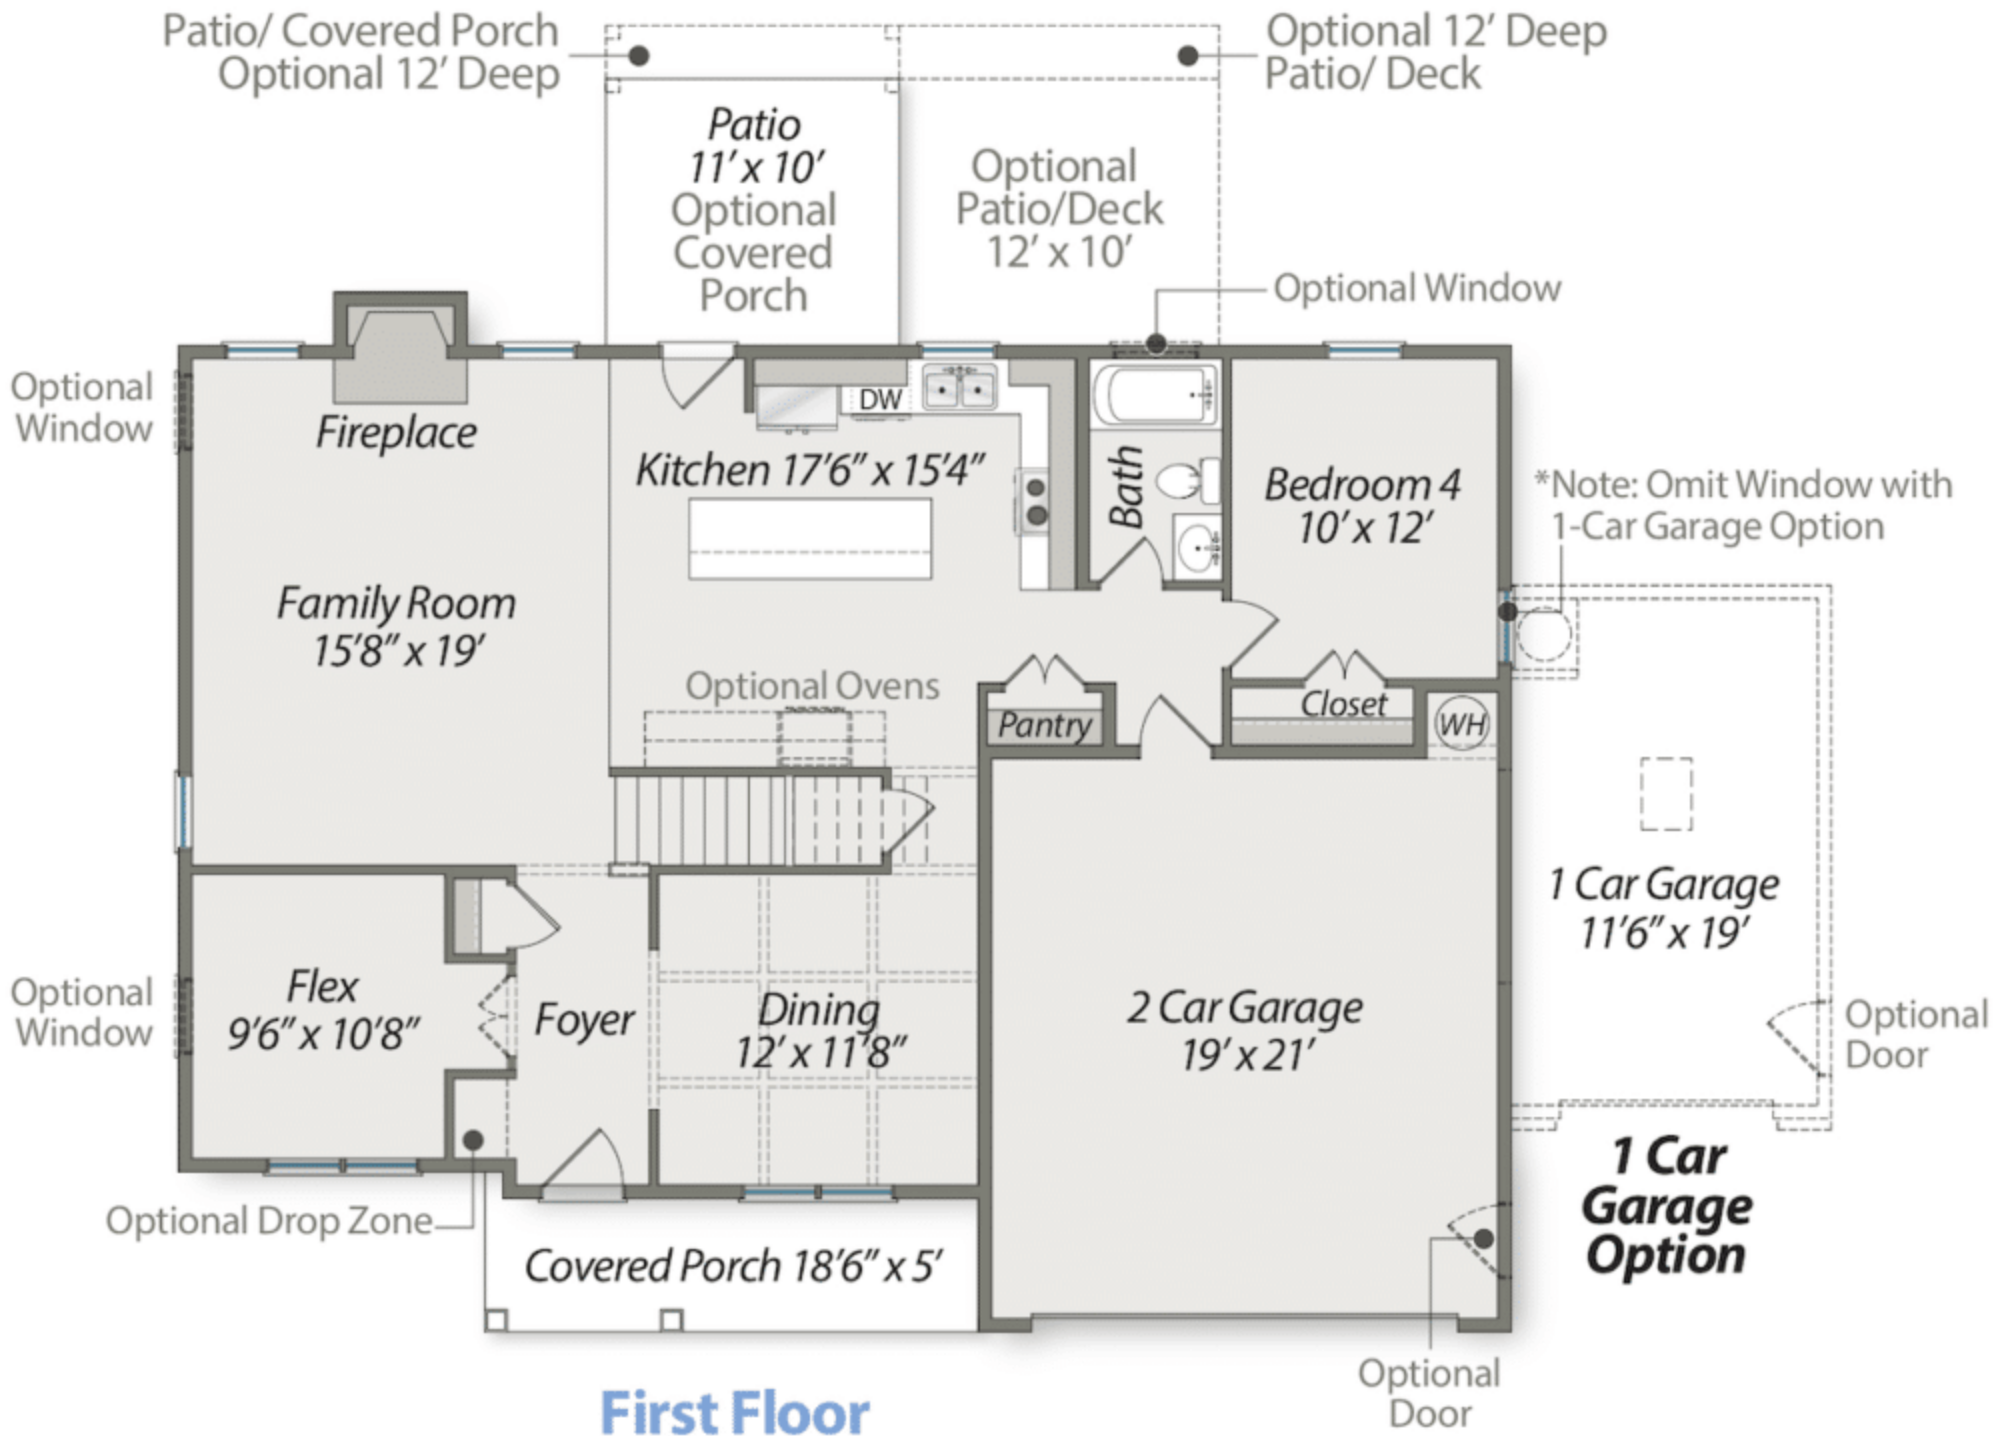 Patio/ Covered Porch
Optional 12′ Deep
Optional 12′ Deep
Patio/ Deck
Patio
11′ x 10′
Optional
Covered
Porch
Optional
Patio/Deck
12′ x 10′
Optional Window
Optional
Window
Fireplace
DW
Kitchen 17′6″ x 15′4″
Bath
Bedroom 4
10′ x 12′
*Note: Omit Window with
1-Car Garage Option
Family Room
15′8″ x 19′
Optional Ovens
Pantry
Closet
WH
1 Car Garage
11′6″ x 19′
Optional
Window
Flex
9′6″ x 10′8″
Foyer
Dining
12′ x 11′8″
2 Car Garage
19′ x 21′
Optional
Door
1 Car
Garage
Option
Optional Drop Zone
Covered Porch 18′6″ x 5′
Optional
Door
First Floor